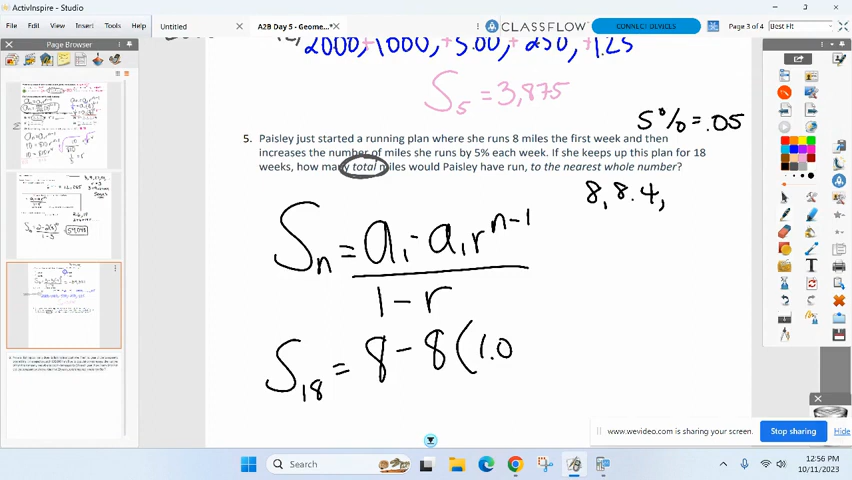 ActivInspire - Studio
File Edit View Insert Tools Help Untitled A2B Day 5 - Geome...* CLASSFLOW CONNECT DEVICES Page 3 of 4 Best Fit
Page Browser
2000+1000+500+250+125
S5 = 3,875
5% = .05
5. Paisley just started a running plan where she runs 8 miles the first week and then
increases the number of miles she runs by 5% each week. If she keeps up this plan for 18
weeks, how many total miles would Paisley have run, to the nearest whole number?
8, 8.4,
Sn = a1 - a1 r^n-1
1 - r
S18 = 8 - 8(1.0
www.wevideo.com is sharing your screen. Stop sharing Hide
Search
12:56 PM
10/11/2023